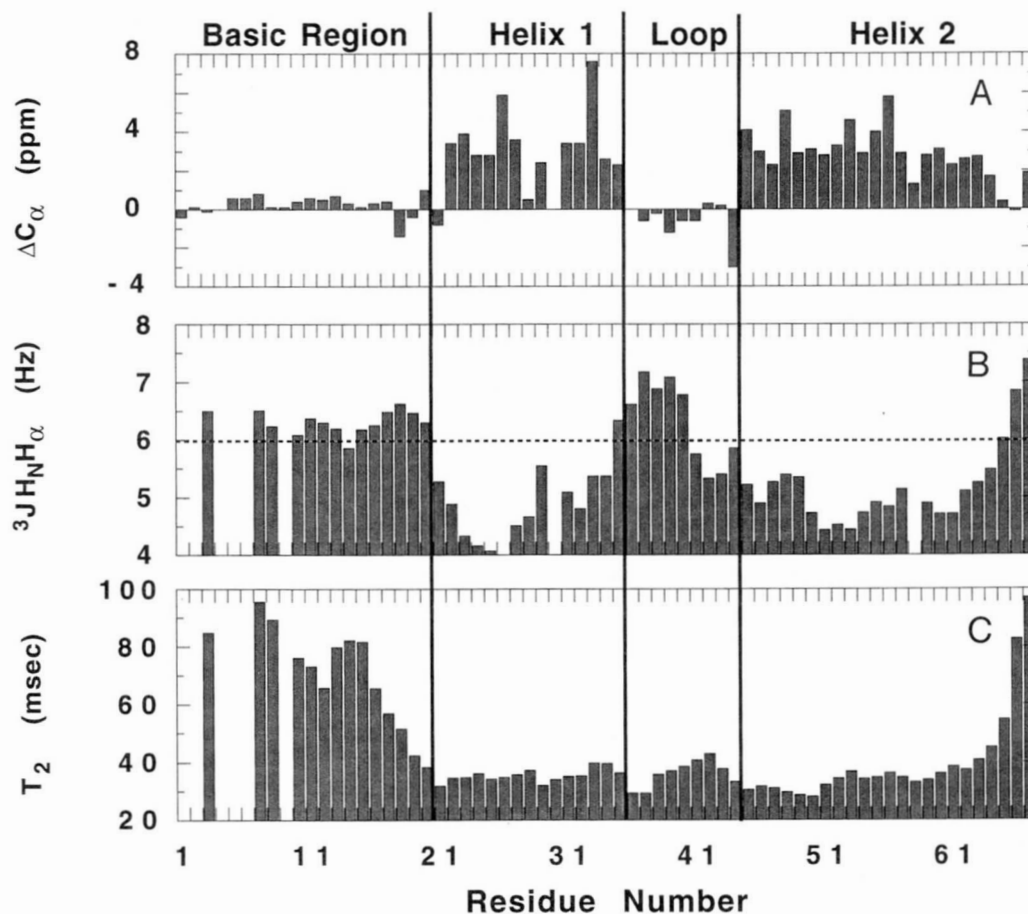 Basic Region Helix 1 Loop Helix 2
A
ΔCα (ppm)
8
4
0
-4
B
³JHNHα (Hz)
8
7
6
5
4
C
T2 (msec)
100
80
60
40
20
1 11 21 31 41 51 61
Residue Number